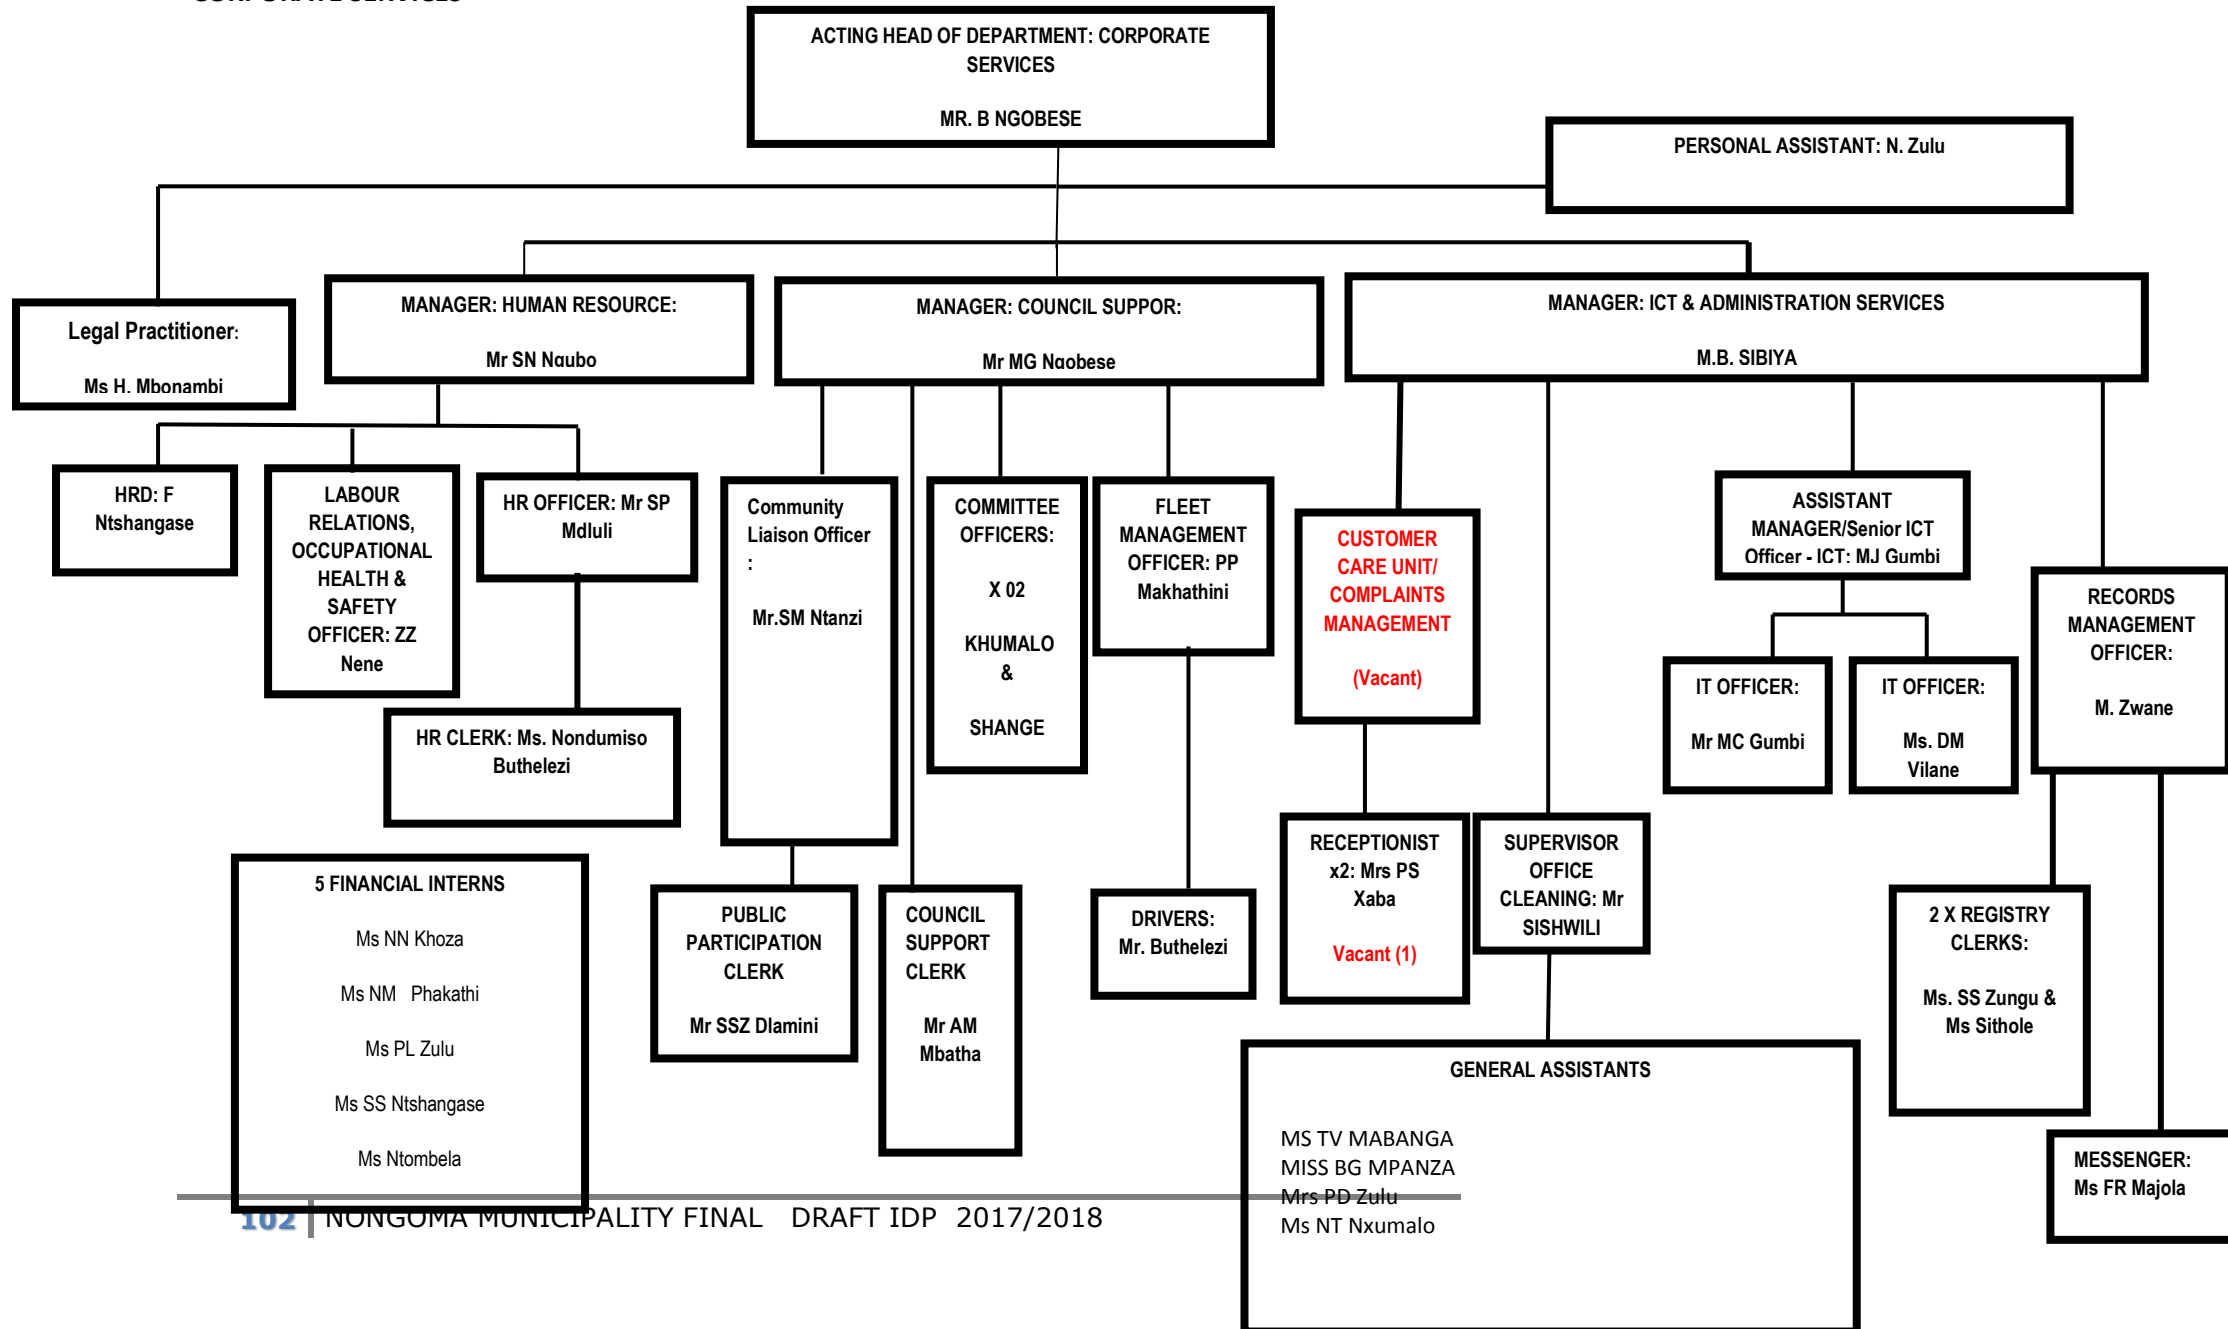 CORPORATE SERVICES
ACTING HEAD OF DEPARTMENT: CORPORATE
SERVICES
MR. B NGOBESE
PERSONAL ASSISTANT: N. Zulu
Legal Practitioner:
Ms H. Mbonambi
MANAGER: HUMAN RESOURCE:
Mr SN Nqubo
MANAGER: COUNCIL SUPPOR:
Mr MG Ngobese
MANAGER: ICT & ADMINISTRATION SERVICES
M.B. SIBIYA
HRD: F
Ntshangase
LABOUR
RELATIONS,
OCCUPATIONAL
HEALTH &
SAFETY
OFFICER: ZZ
Nene
HR OFFICER: Mr SP
Mdluli
HR CLERK: Ms. Nondumiso
Buthelezi
Community
Liaison Officer
:
Mr.SM Ntanzi
COMMITTEE
OFFICERS:
X 02
KHUMALO
&
SHANGE
FLEET
MANAGEMENT
OFFICER: PP
Makhathini
CUSTOMER
CARE UNIT/
COMPLAINTS
MANAGEMENT
(Vacant)
ASSISTANT
MANAGER/Senior ICT
Officer - ICT: MJ Gumbi
RECORDS
MANAGEMENT
OFFICER:
M. Zwane
IT OFFICER:
Mr MC Gumbi
IT OFFICER:
Ms. DM
Vilane
5 FINANCIAL INTERNS
Ms NN Khoza
Ms NM Phakathi
Ms PL Zulu
Ms SS Ntshangase
Ms Ntombela
PUBLIC
PARTICIPATION
CLERK
Mr SSZ Dlamini
COUNCIL
SUPPORT
CLERK
Mr AM
Mbatha
DRIVERS:
Mr. Buthelezi
RECEPTIONIST
x2: Mrs PS
Xaba
Vacant (1)
SUPERVISOR
OFFICE
CLEANING: Mr
SISHWILI
2 X REGISTRY
CLERKS:
Ms. SS Zungu &
Ms Sithole
GENERAL ASSISTANTS
MS TV MABANGA
MISS BG MPANZA
Mrs PD Zulu
Ms NT Nxumalo
MESSENGER:
Ms FR Majola
102 NONGOMA MUNICIPALITY FINAL DRAFT IDP 2017/2018